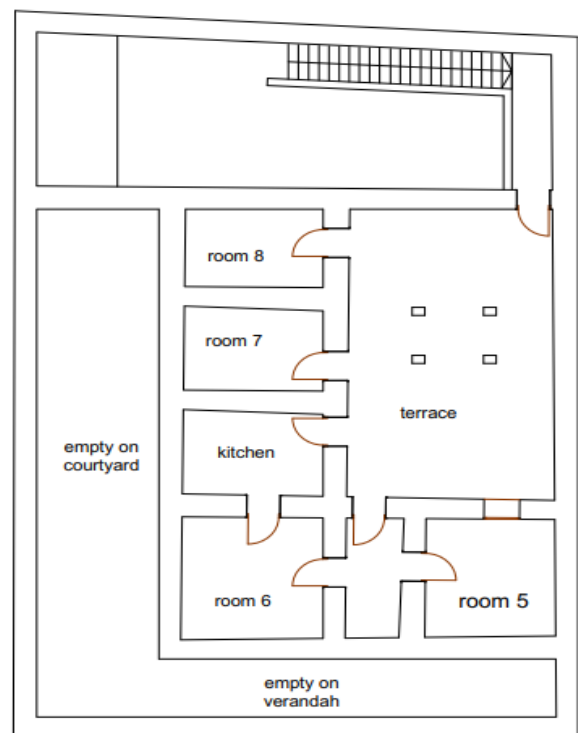 room 8
room 7
terrace
empty on
courtyard
kitchen
room 6
room 5
empty on
verandah